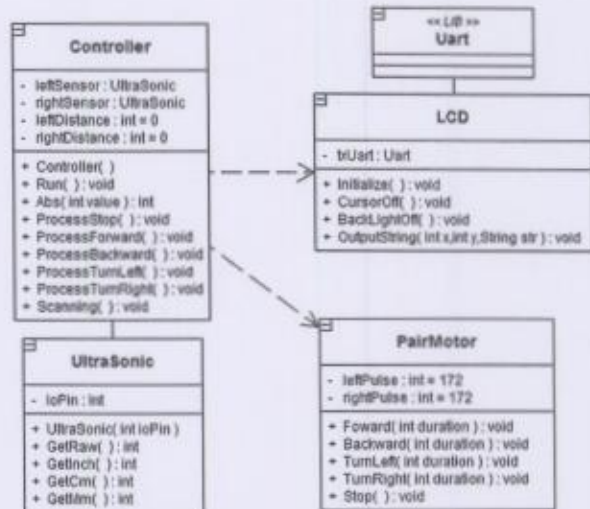 Controller
- leftSensor : UltraSonic
- rightSensor : UltraSonic
- leftDistance : int = 0
- rightDistance : int = 0
+ Controller( )
+ Run( ) : void
+ Abs( int value ) : int
+ ProcessStop( ) : void
+ ProcessForward( ) : void
+ ProcessBackward( ) : void
+ ProcessTurnLeft( ) : void
+ ProcessTurnRight( ) : void
+ Scanning( ) : void
UltraSonic
- ioPin : int
+ UltraSonic( int ioPin )
+ GetRaw( ) : int
+ GetInch( ) : int
+ GetCm( ) : int
+ GetMm( ) : int
<< LIB >>
Uart
LCD
- triUart : Uart
+ Initialize( ) : void
+ CursorOff( ) : void
+ BackLightOff( ) : void
+ OutputString( int x,int y,String str ) : void
PairMotor
- leftPulse : int = 172
- rightPulse : int = 172
+ Foward( int duration ) : void
+ Backward( int duration ) : void
+ TurnLeft( int duration ) : void
+ TurnRight( int duration ) : void
+ Stop( ) : void